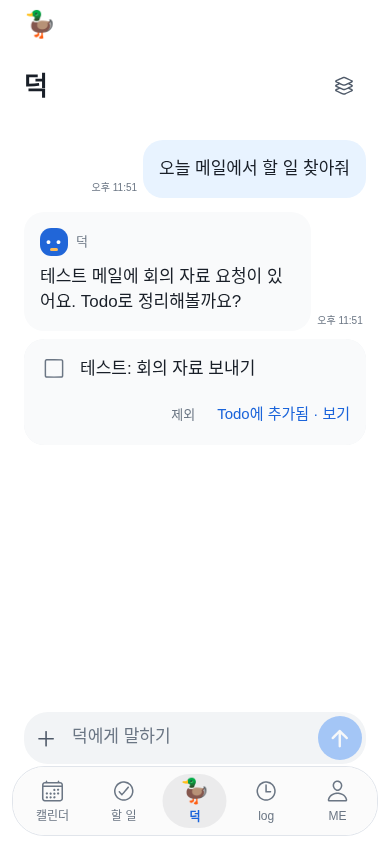 덕
오늘 메일에서 할 일 찾아줘
오후 11:51
덕
테스트 메일에 회의 자료 요청이 있
어요. Todo로 정리해볼까요?
오후 11:51
테스트: 회의 자료 보내기
제외 Todo에 추가됨 · 보기
덕에게 말하기
캘린더 할 일 덕 log ME